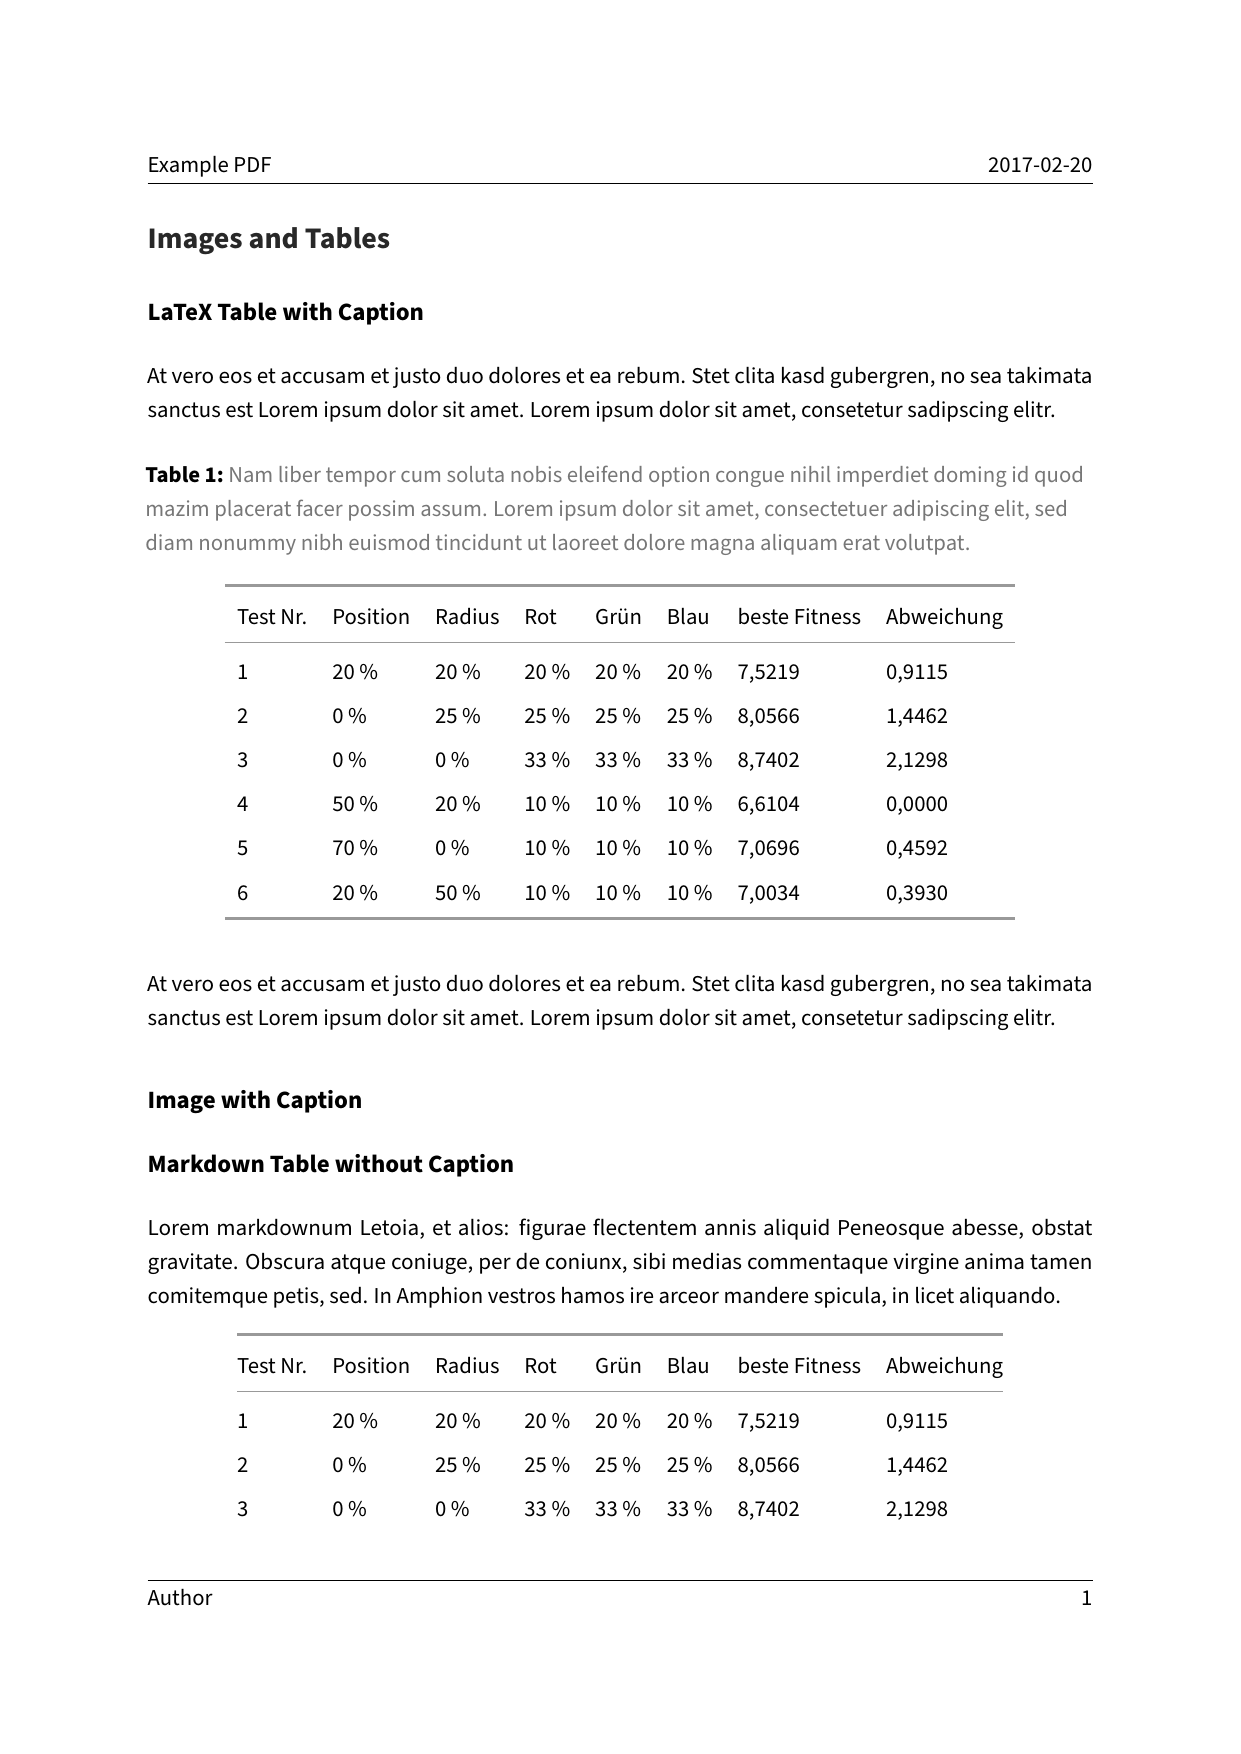 Example PDF 2017-02-20
Images and Tables
LaTeX Table with Caption
At vero eos et accusam et justo duo dolores et ea rebum. Stet clita kasd gubergren, no sea takimata
sanctus est Lorem ipsum dolor sit amet. Lorem ipsum dolor sit amet, consetetur sadipscing elitr.
Table 1: Nam liber tempor cum soluta nobis eleifend option congue nihil imperdiet doming id quod
mazim placerat facer possim assum. Lorem ipsum dolor sit amet, consectetuer adipiscing elit, sed
diam nonummy nibh euismod tincidunt ut laoreet dolore magna aliquam erat volutpat.
Test Nr. Position Radius Rot Grün Blau beste Fitness Abweichung
1 20 % 20 % 20 % 20 % 20 % 7,5219 0,9115
2 0 % 25 % 25 % 25 % 25 % 8,0566 1,4462
3 0 % 0 % 33 % 33 % 33 % 8,7402 2,1298
4 50 % 20 % 10 % 10 % 10 % 6,6104 0,0000
5 70 % 0 % 10 % 10 % 10 % 7,0696 0,4592
6 20 % 50 % 10 % 10 % 10 % 7,0034 0,3930
At vero eos et accusam et justo duo dolores et ea rebum. Stet clita kasd gubergren, no sea takimata
sanctus est Lorem ipsum dolor sit amet. Lorem ipsum dolor sit amet, consetetur sadipscing elitr.
Image with Caption
Markdown Table without Caption
Lorem markdownum Letoia, et alios: figurae flectentem annis aliquid Peneosque abesse, obstat
gravitate. Obscura atque coniuge, per de coniunx, sibi medias commentaque virgine anima tamen
comitemque petis, sed. In Amphion vestros hamos ire arceor mandere spicula, in licet aliquando.
Test Nr. Position Radius Rot Grün Blau beste Fitness Abweichung
1 20 % 20 % 20 % 20 % 20 % 7,5219 0,9115
2 0 % 25 % 25 % 25 % 25 % 8,0566 1,4462
3 0 % 0 % 33 % 33 % 33 % 8,7402 2,1298
Author 1